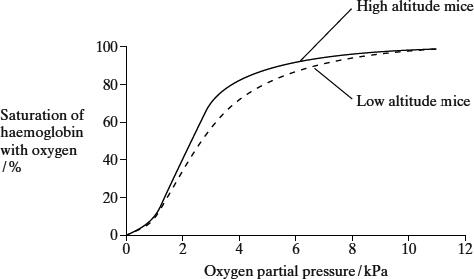 High altitude mice
100
80
Low altitude mice
Saturation of
haemoglobin
with oxygen
/%
60
40
20
0
0 2 4 6 8 10 12
Oxygen partial pressure/kPa